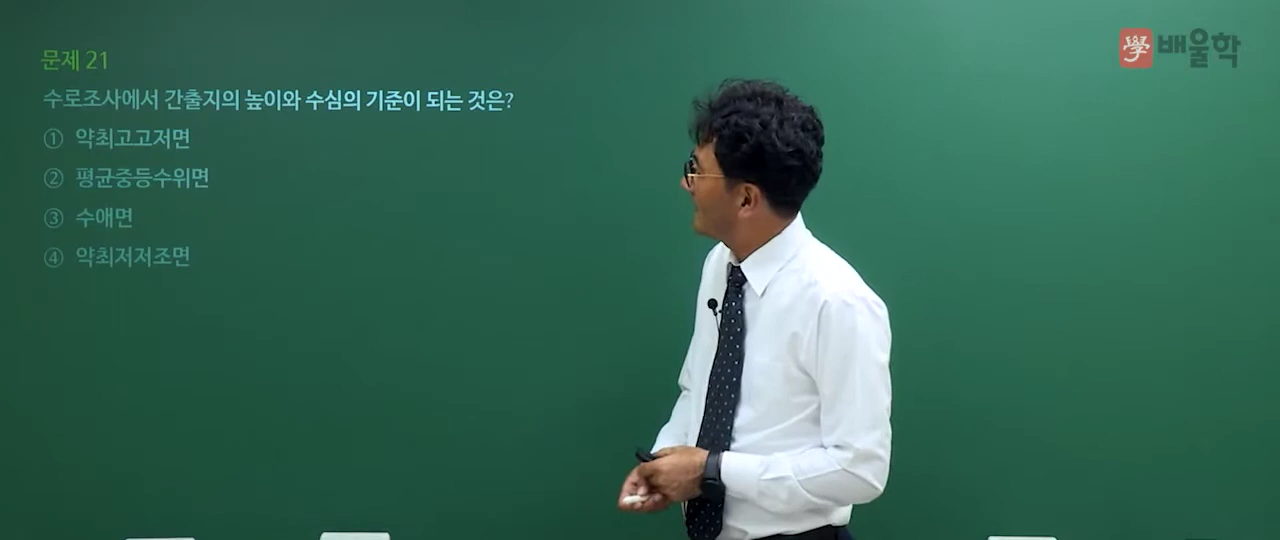 學 배울학
문제 21
수로조사에서 간출지의 높이와 수심의 기준이 되는 것은?
① 약최고고저면
② 평균중등수위면
③ 수애면
④ 약최저저조면